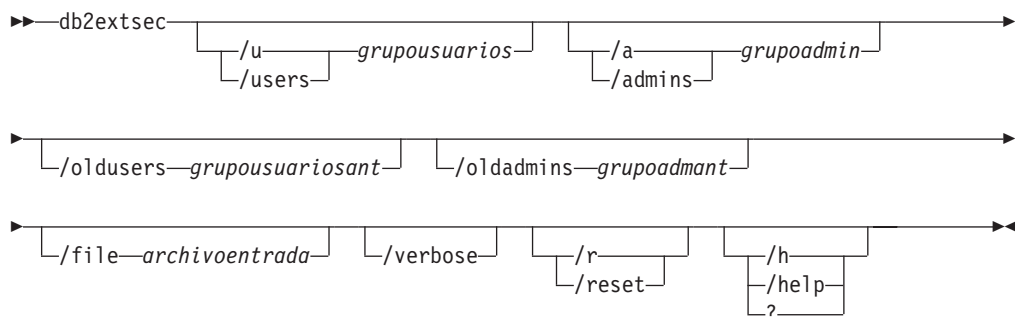 db2extsec /u grupousuarios /a grupoadmin
/users /admins
/oldusers grupousuariosant /oldadmins grupoadmant
/file archivoentrada /verbose /r /h
/reset /help
?